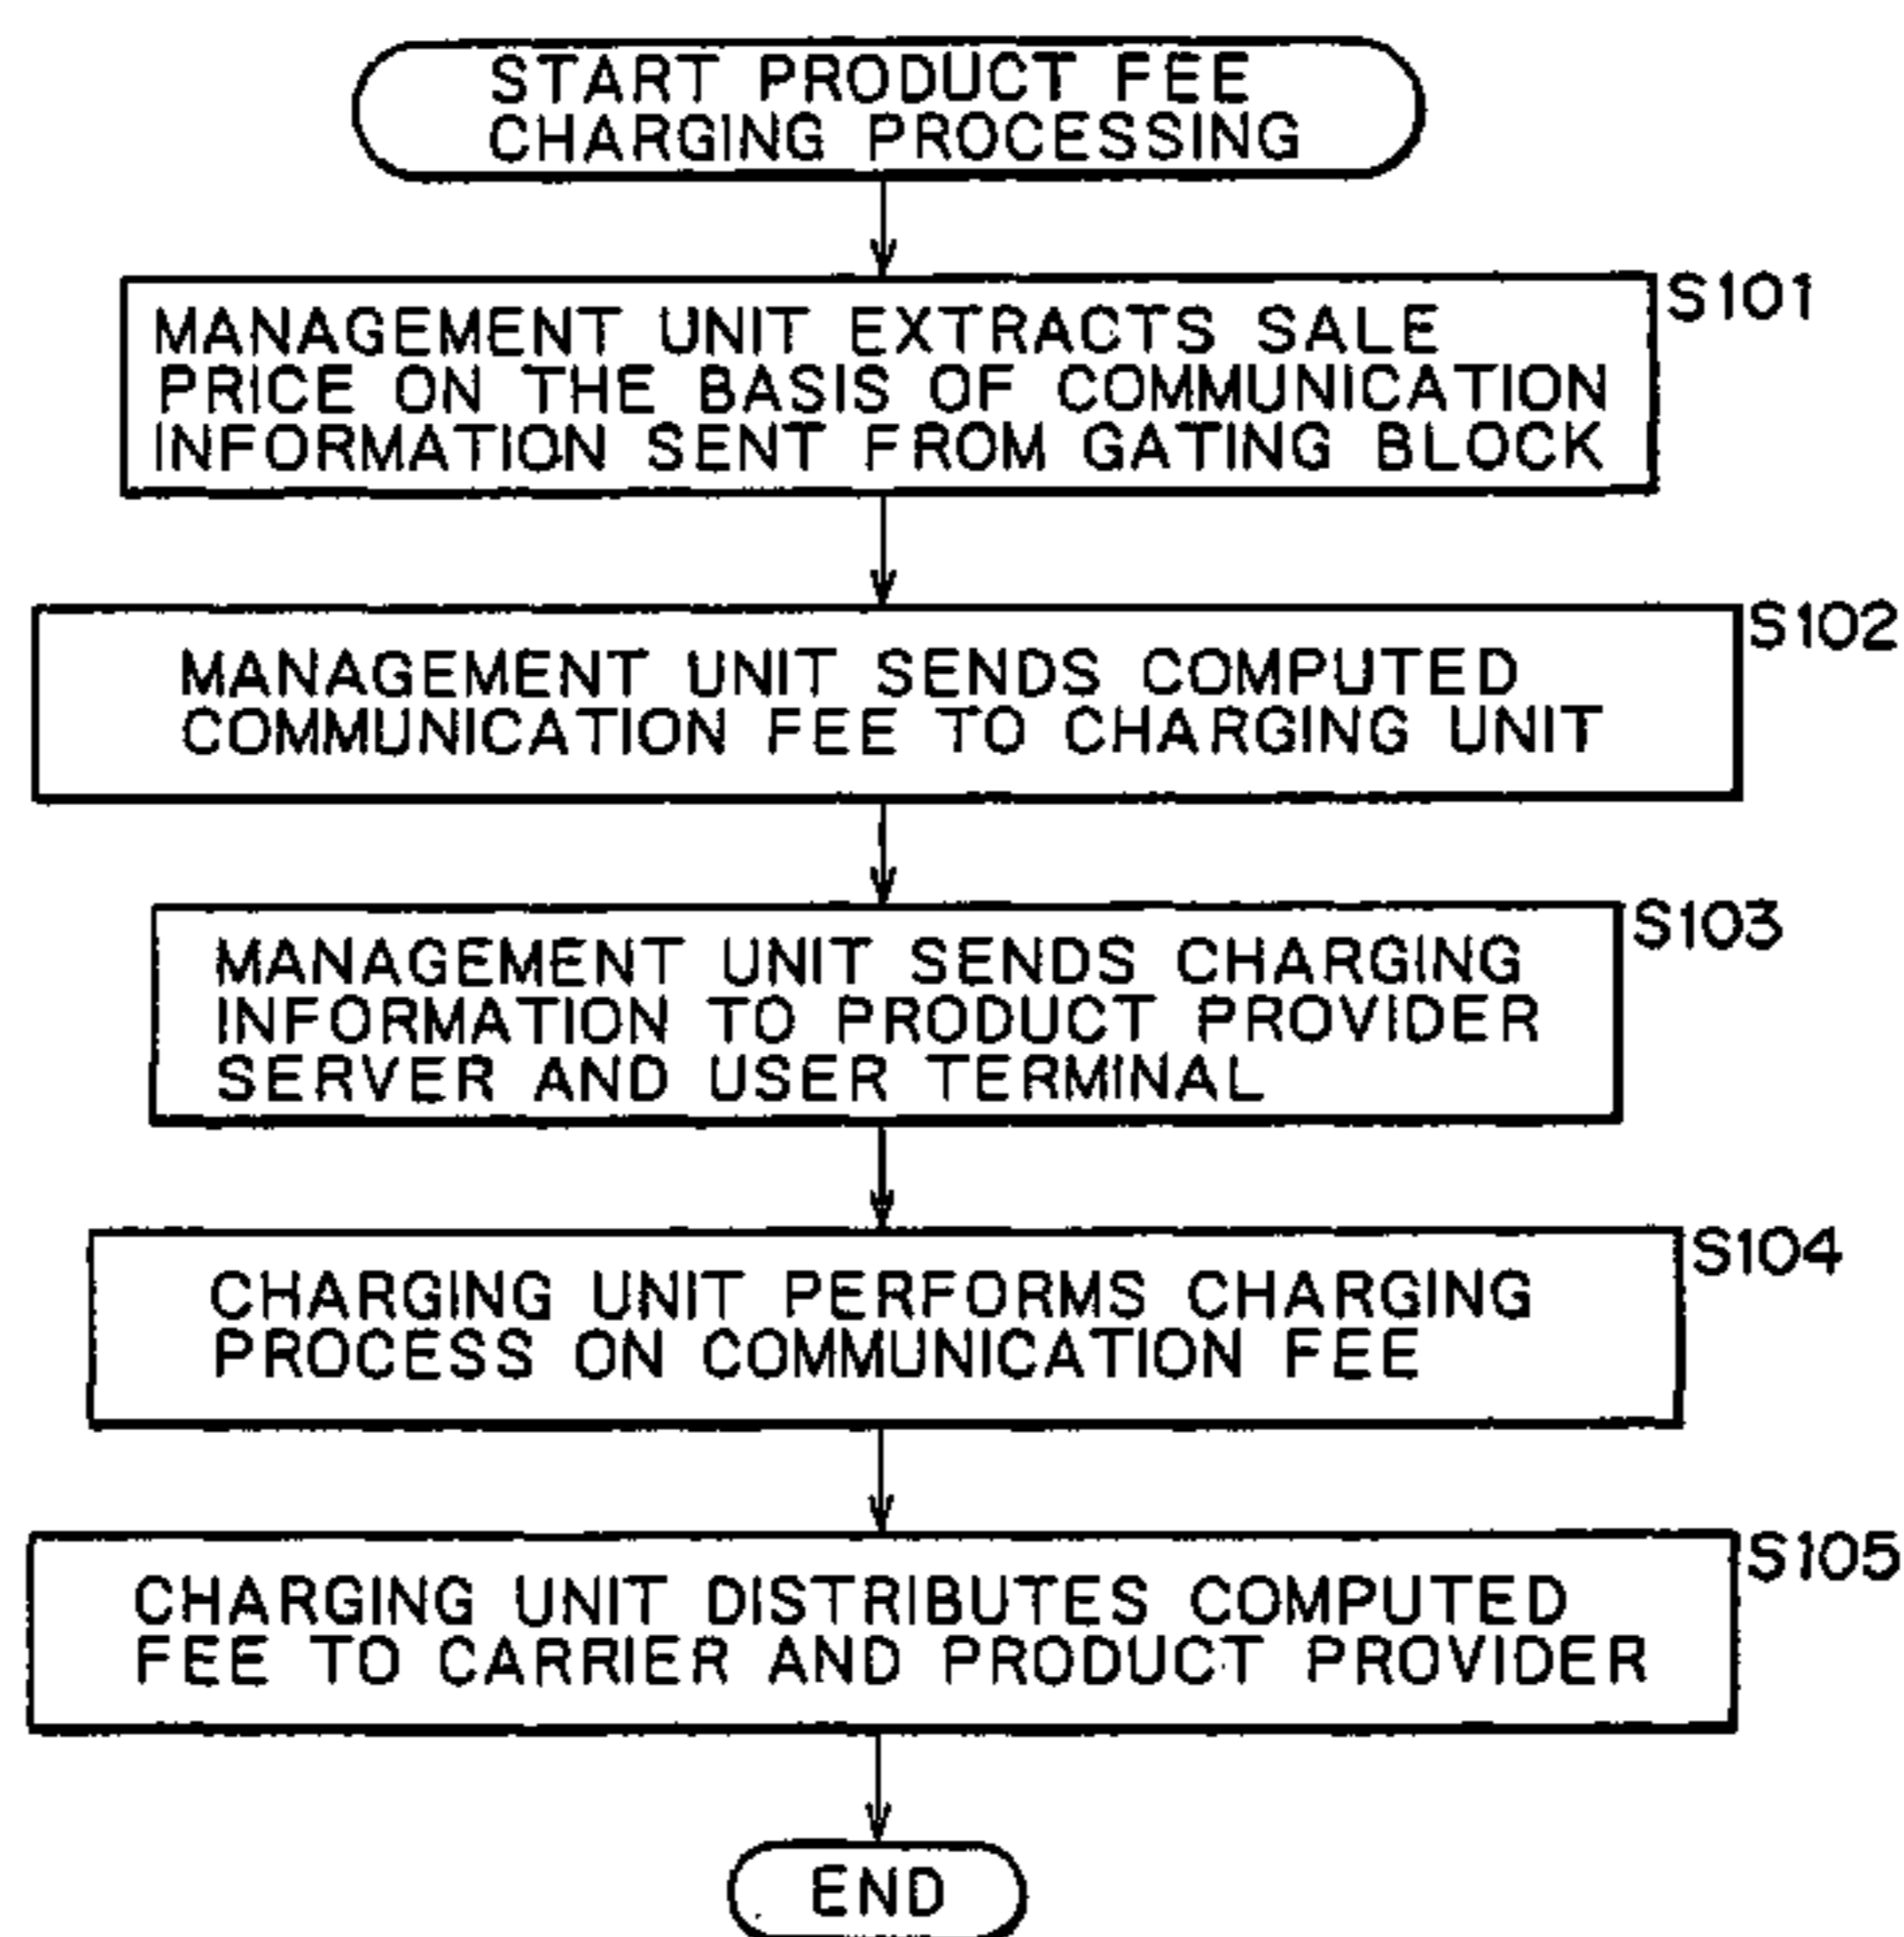 START PRODUCT FEE
CHARGING PROCESSING
S101
MANAGEMENT UNIT EXTRACTS SALE
PRICE ON THE BASIS OF COMMUNICATION
INFORMATION SENT FROM GATING BLOCK
S102
MANAGEMENT UNIT SENDS COMPUTED
COMMUNICATION FEE TO CHARGING UNIT
S103
MANAGEMENT UNIT SENDS CHARGING
INFORMATION TO PRODUCT PROVIDER
SERVER AND USER TERMINAL
S104
CHARGING UNIT PERFORMS CHARGING
PROCESS ON COMMUNICATION FEE
S105
CHARGING UNIT DISTRIBUTES COMPUTED
FEE TO CARRIER AND PRODUCT PROVIDER
END